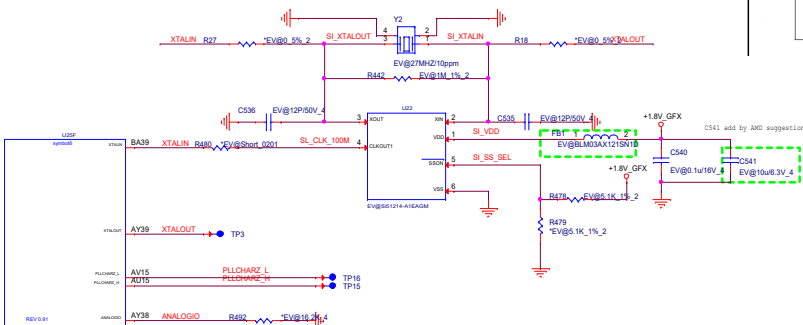 Y2
4
2
3
1
XTALIN
R27
*EV@0_5%_2
SI_XTALOUT
SI_XTALIN
R18
*EV@0_5%_2
XTALOUT
EV@27MHZ/10ppm
R442
EV@1M_1%_2
C536
EV@12P/50V_4
U22
C535
EV@12P/50V_4
3
XOUT
XIN
2
SI_VDD
FB1
1
2
+1.8V_GFX
C541 add by AMD suggestion
U25F
symbol6
VDD
1
EV@BLM03AX121SN1D
XTALIN
BA39
XTALIN
R480
*EV@Short_0201
SL_CLK_100M
4
CLKOUT1
SSON
5
SI_SS_SEL
+1.8V_GFX
C540
EV@0.1u/16V_4
C541
EV@10u/6.3V_4
VSS
6
R478
EV@5.1K_1%_2
EV@Si51214-A1EAGM
R479
*EV@5.1K_1%_2
XTALOUT
AY39
XTALOUT
TP3
PLLCHARZ_L
AV15
PLLCHARZ_L
TP16
PLLCHARZ_H
AU15
PLLCHARZ_H
TP15
REV 0.91
ANALOGIO
AY38
ANALOGIO
R492
*EV@16.2K_4